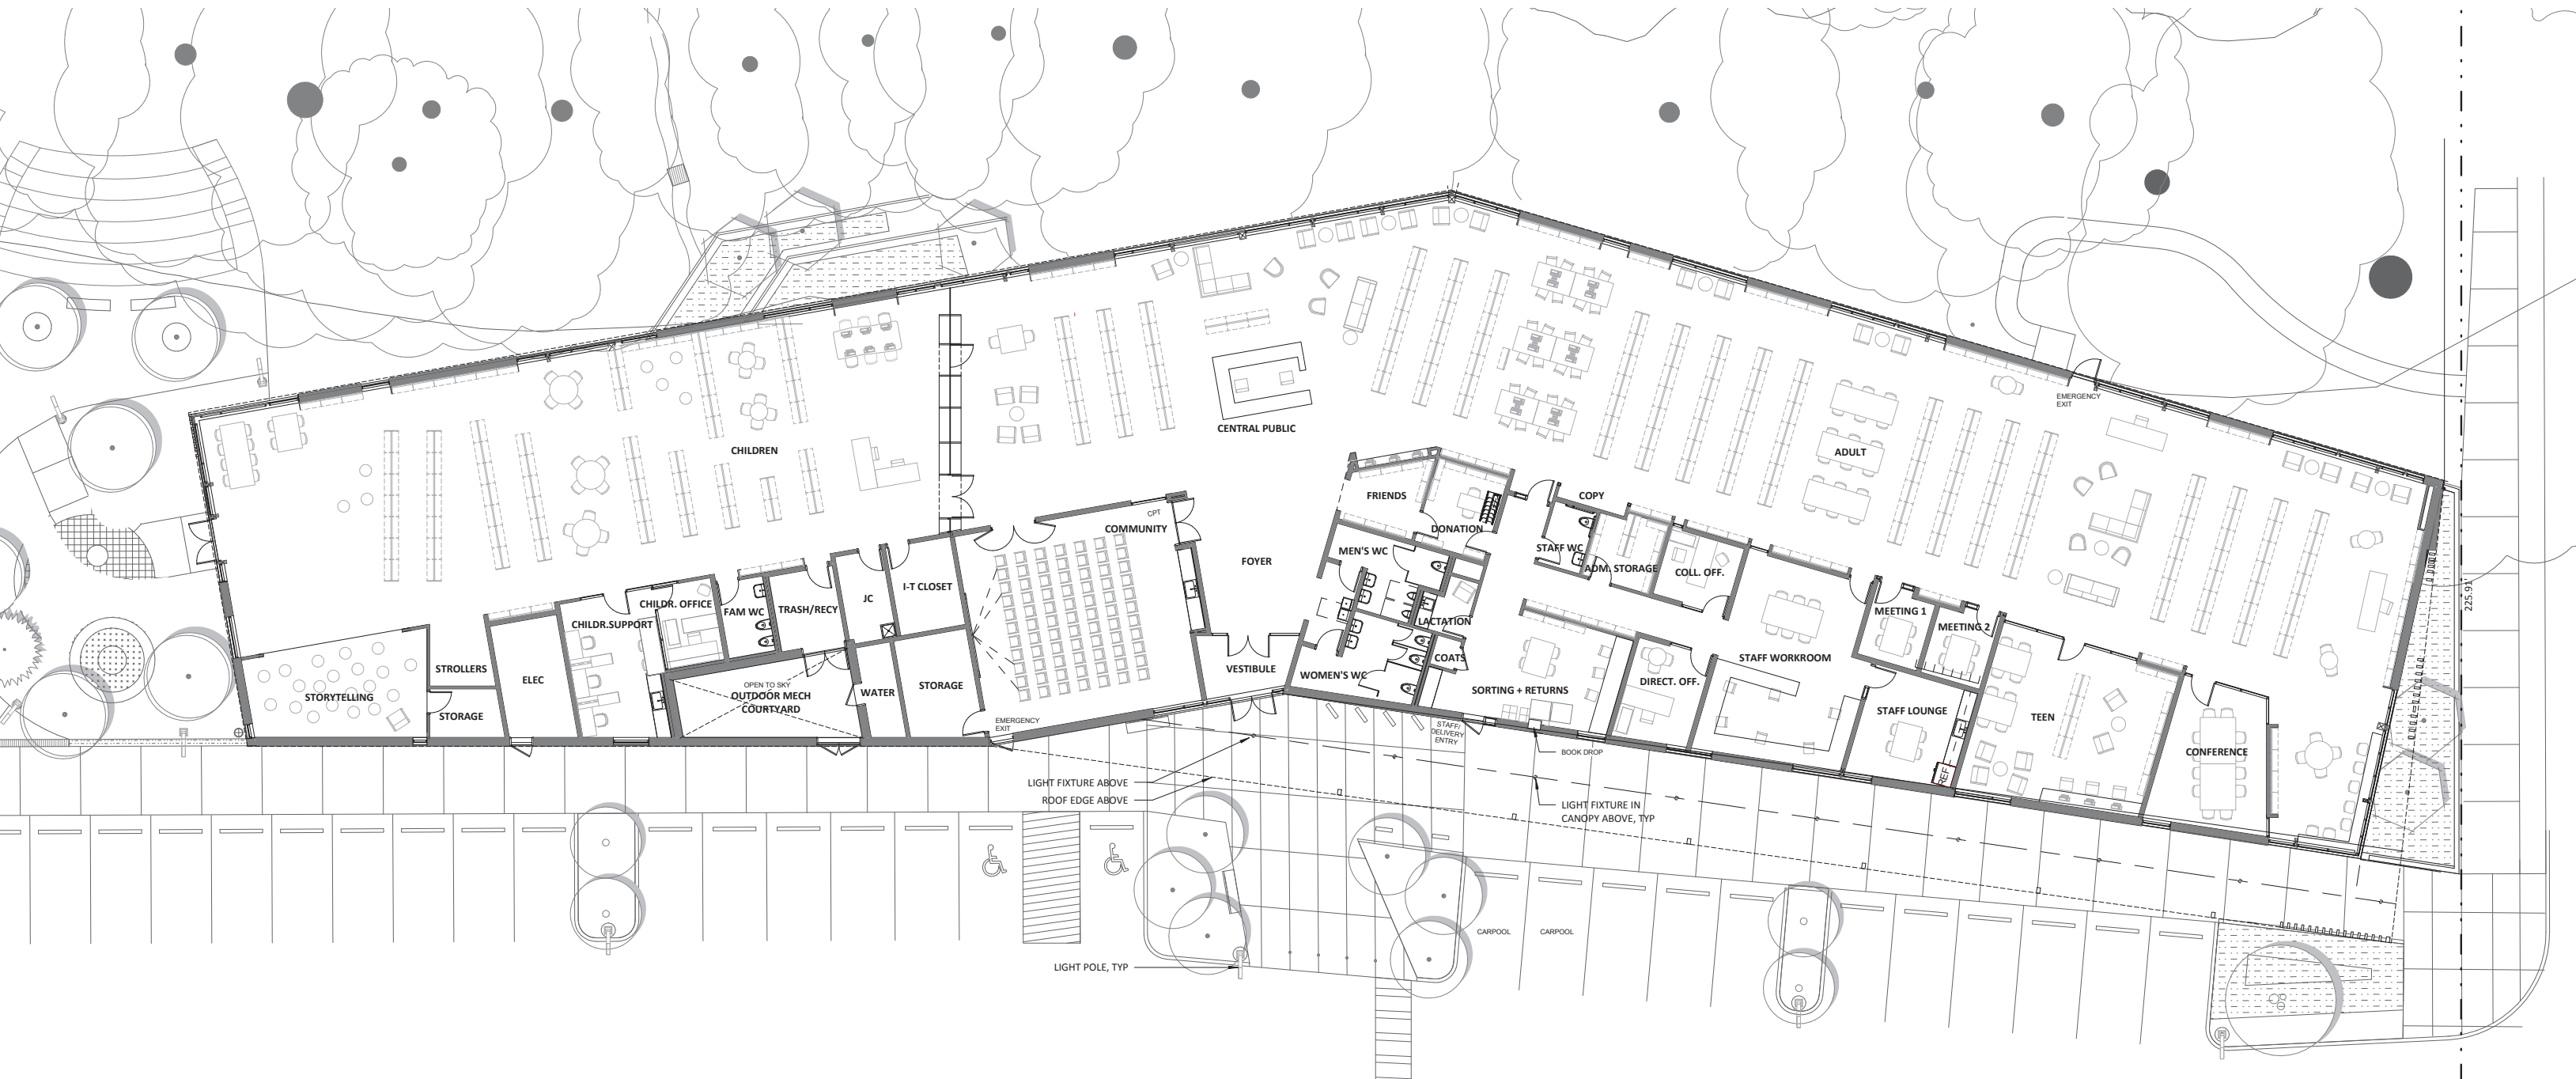 EMERGENCY
EXIT
CENTRAL PUBLIC
CHILDREN
ADULT
FRIENDS
COPY
CPT
COMMUNITY
DONATION
MEN'S WC
STAFF WC
FOYER
ADM. STORAGE
COLL. OFF.
I-T CLOSET
JC
CHILDR. OFFICE
FAM WC
TRASH/RECY
CHILDR.SUPPORT
LACTATION
MEETING 1
MEETING 2
225.91'
STROLLERS
ELEC
VESTIBULE
COATS
STAFF WORKROOM
WOMEN'S WC
DIRECT. OFF.
SORTING + RETURNS
OPEN TO SKY
OUTDOOR MECH
COURTYARD
WATER
STORAGE
STORYTELLING
STORAGE
STAFF LOUNGE
TEEN
EMERGENCY
EXIT
STAFF/
DELIVERY
ENTRY
BOOK DROP
CONFERENCE
REF.
LIGHT FIXTURE ABOVE
ROOF EDGE ABOVE
LIGHT FIXTURE IN
CANOPY ABOVE, TYP
CARPOOL
CARPOOL
LIGHT POLE, TYP